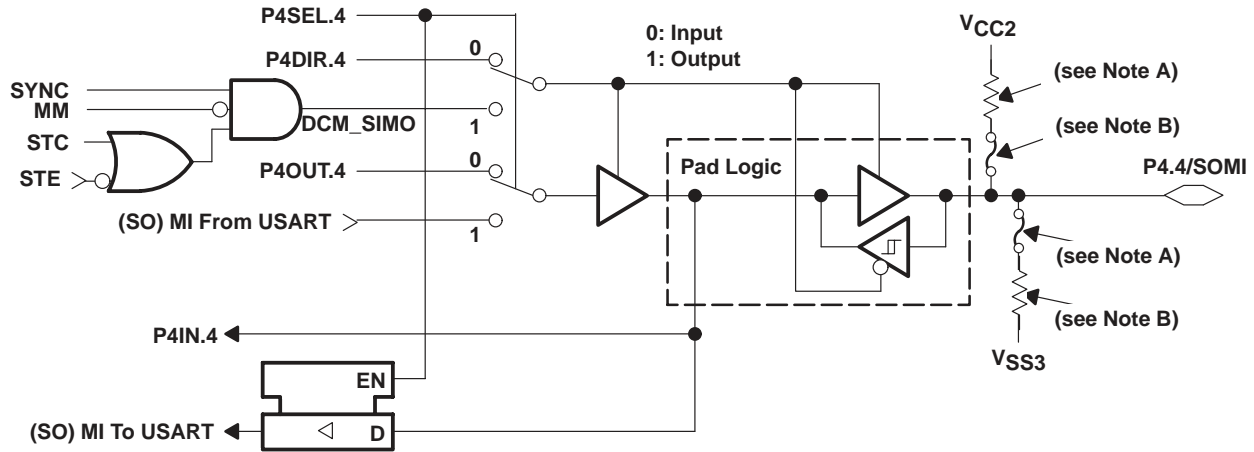 P4SEL.4
0
P4DIR.4
0: Input
1: Output
VCC2
(see Note A)
SYNC
MM
DCM_SIMO
1
STC
(see Note B)
STE
P4OUT.4
0
Pad Logic
P4.4/SOMI
(SO) MI From USART
1
(see Note A)
(see Note B)
P4IN.4
VSS3
EN
(SO) MI To USART
D